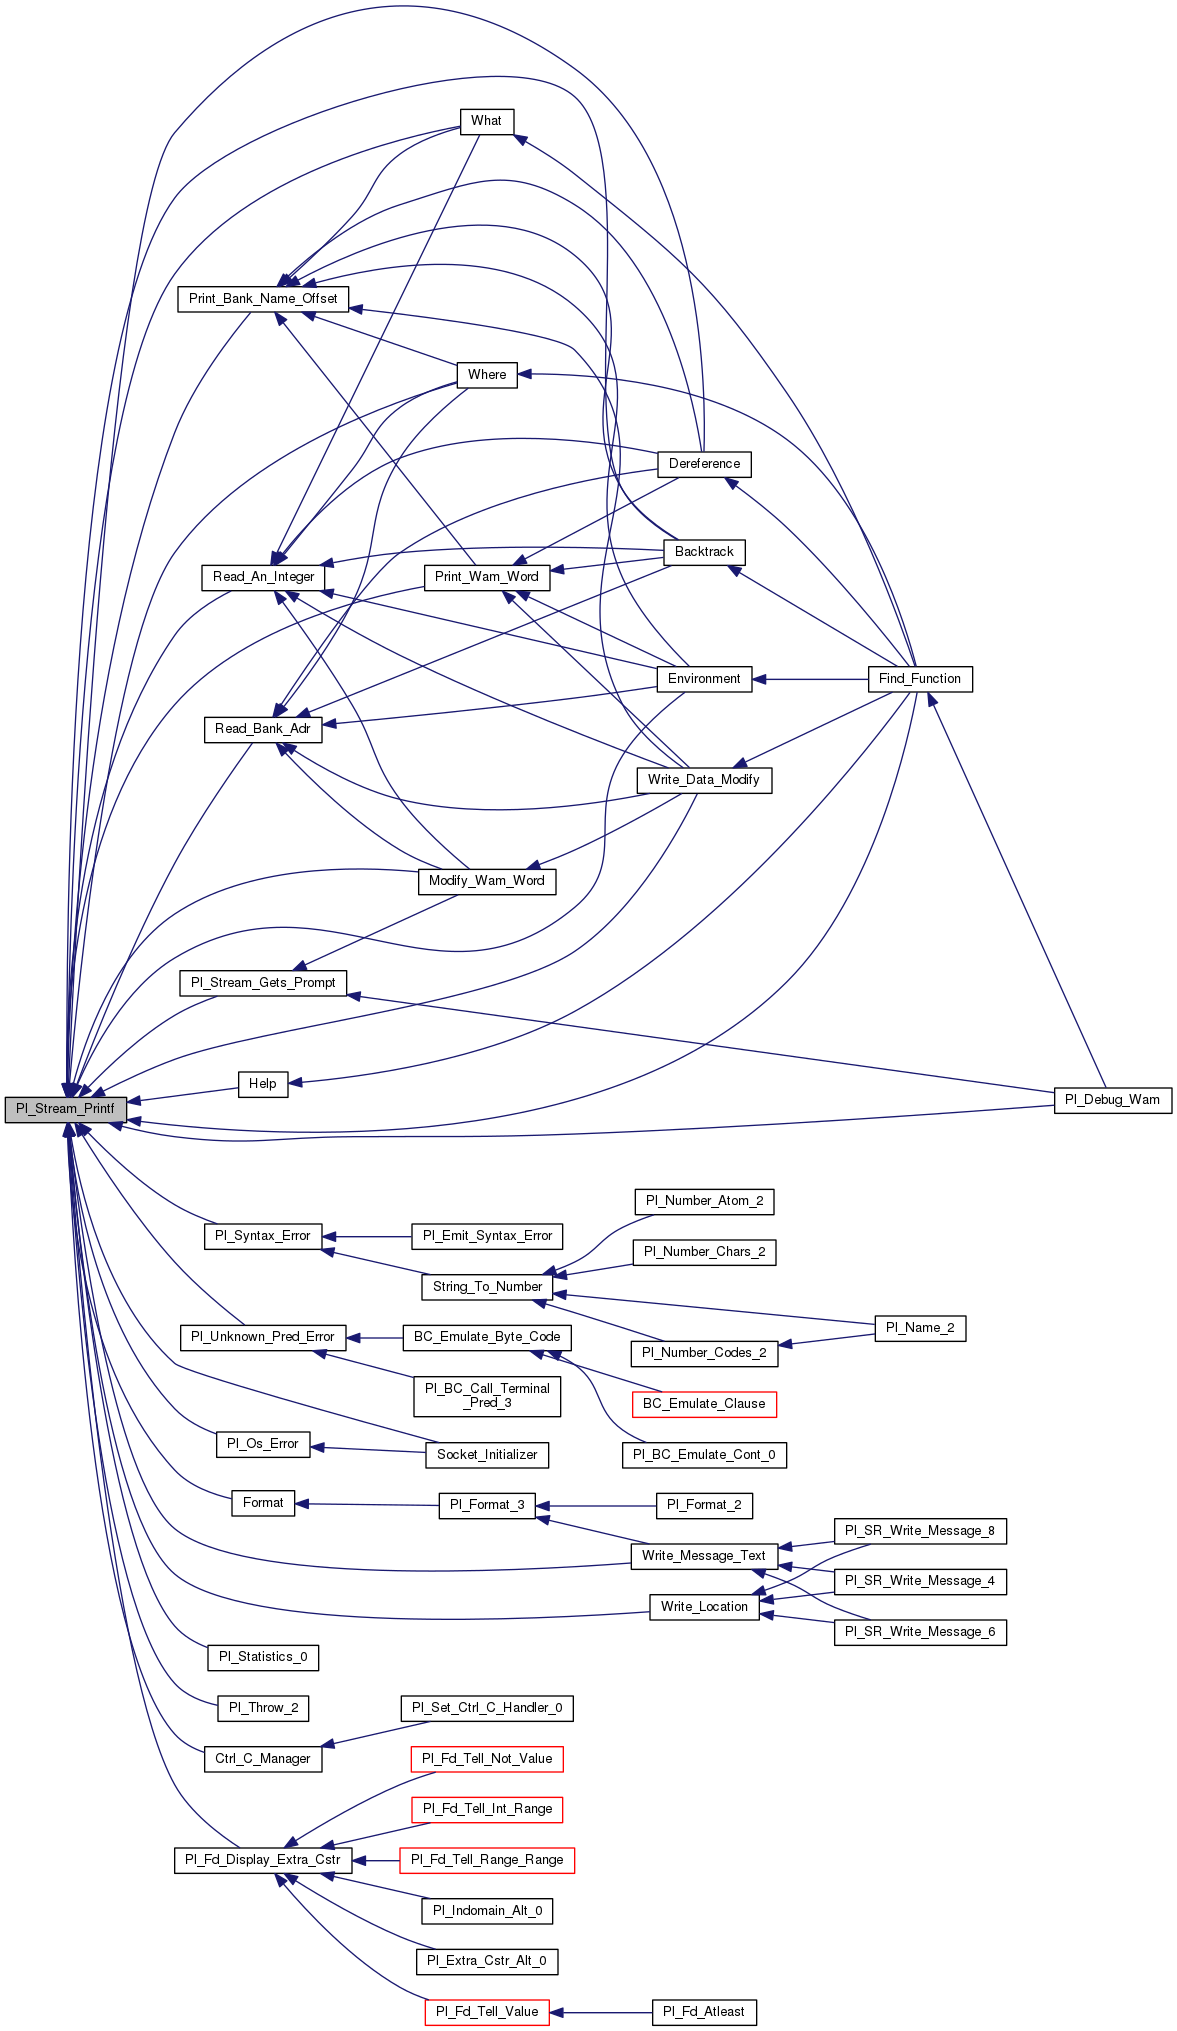 What
Print_Bank_Name_Offset
Where
Dereference
Backtrack
Read_An_Integer
Print_Wam_Word
Environment
Find_Function
Read_Bank_Adr
Write_Data_Modify
Modify_Wam_Word
Pl_Stream_Gets_Prompt
Help
Pl_Stream_Printf
Pl_Debug_Wam
Pl_Number_Atom_2
Pl_Syntax_Error
Pl_Emit_Syntax_Error
Pl_Number_Chars_2
String_To_Number
Pl_Name_2
Pl_Unknown_Pred_Error
BC_Emulate_Byte_Code
Pl_Number_Codes_2
Pl_BC_Call_Terminal
_Pred_3
BC_Emulate_Clause
Pl_Os_Error
Socket_Initializer
Pl_BC_Emulate_Cont_0
Format
Pl_Format_3
Pl_Format_2
Pl_SR_Write_Message_8
Write_Message_Text
Pl_SR_Write_Message_4
Write_Location
Pl_SR_Write_Message_6
Pl_Statistics_0
Pl_Throw_2
Pl_Set_Ctrl_C_Handler_0
Ctrl_C_Manager
Pl_Fd_Tell_Not_Value
Pl_Fd_Tell_Int_Range
Pl_Fd_Display_Extra_Cstr
Pl_Fd_Tell_Range_Range
Pl_Indomain_Alt_0
Pl_Extra_Cstr_Alt_0
Pl_Fd_Tell_Value
Pl_Fd_Atleast